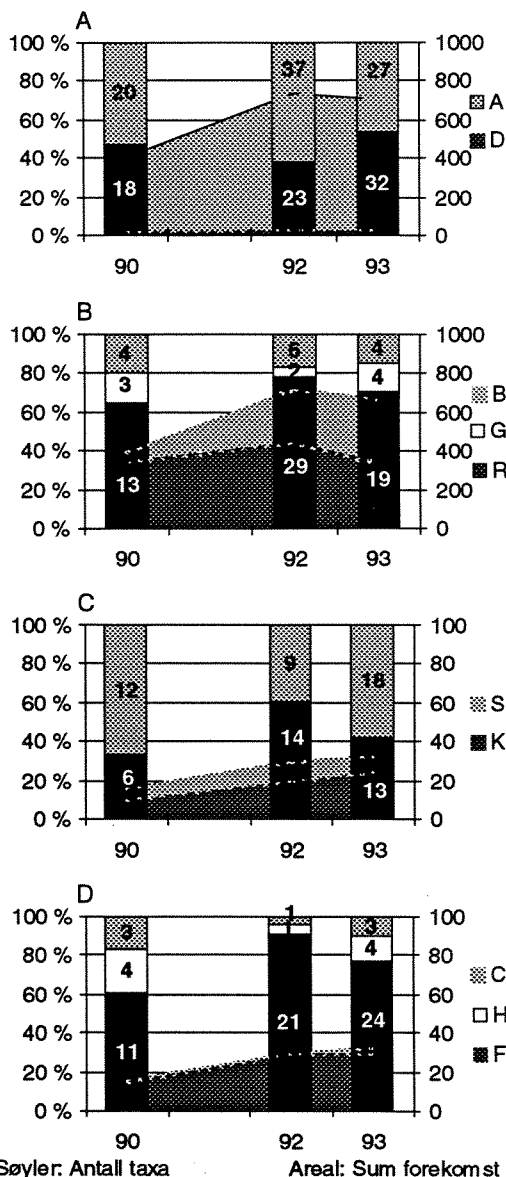 A
100 % 20 37 27 1000
80 % 800
60 % 600 A
40 % 400 D
20 % 18 23 32 200
0 % 0
90 92 93
B
100 % 4 6 4 1000
80 % 3 2 4 800
60 % 600 B
40 % 400 G
20 % 13 29 19 200 R
0 % 0
90 92 93
C
100 % 100
80 % 12 9 18 80
60 % 60 S
40 % 14 40 K
20 % 6 13 20
0 % 0
90 92 93
D
100 % 3 1 3 100
80 % 4 1 4 80
60 % 60 C
40 % 11 21 24 40 H
20 % 20 F
0 % 0
90 92 93
Søyler: Antall taxa Areal: Sum forekomst